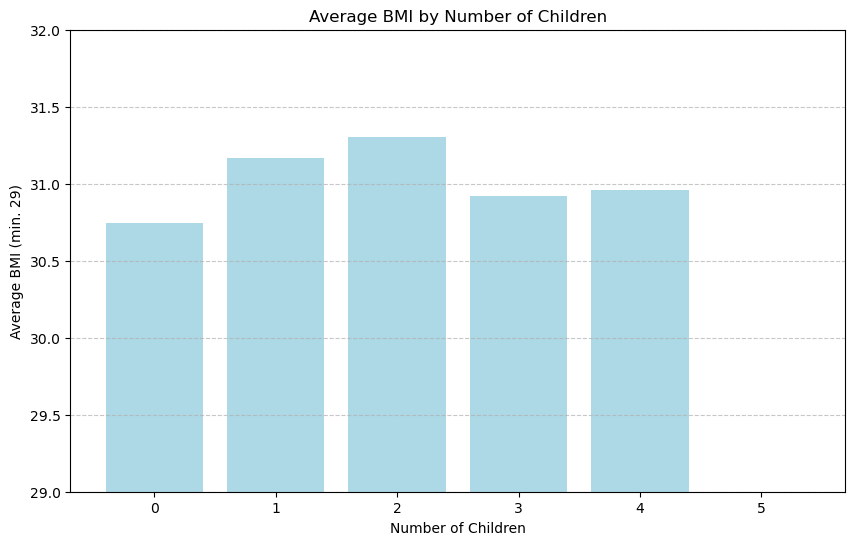 Average BMI by Number of Children
32.0
31.5
31.0
30.5
30.0
29.5
29.0
Average BMI (min. 29)
0 1 2 3 4 5
Number of Children